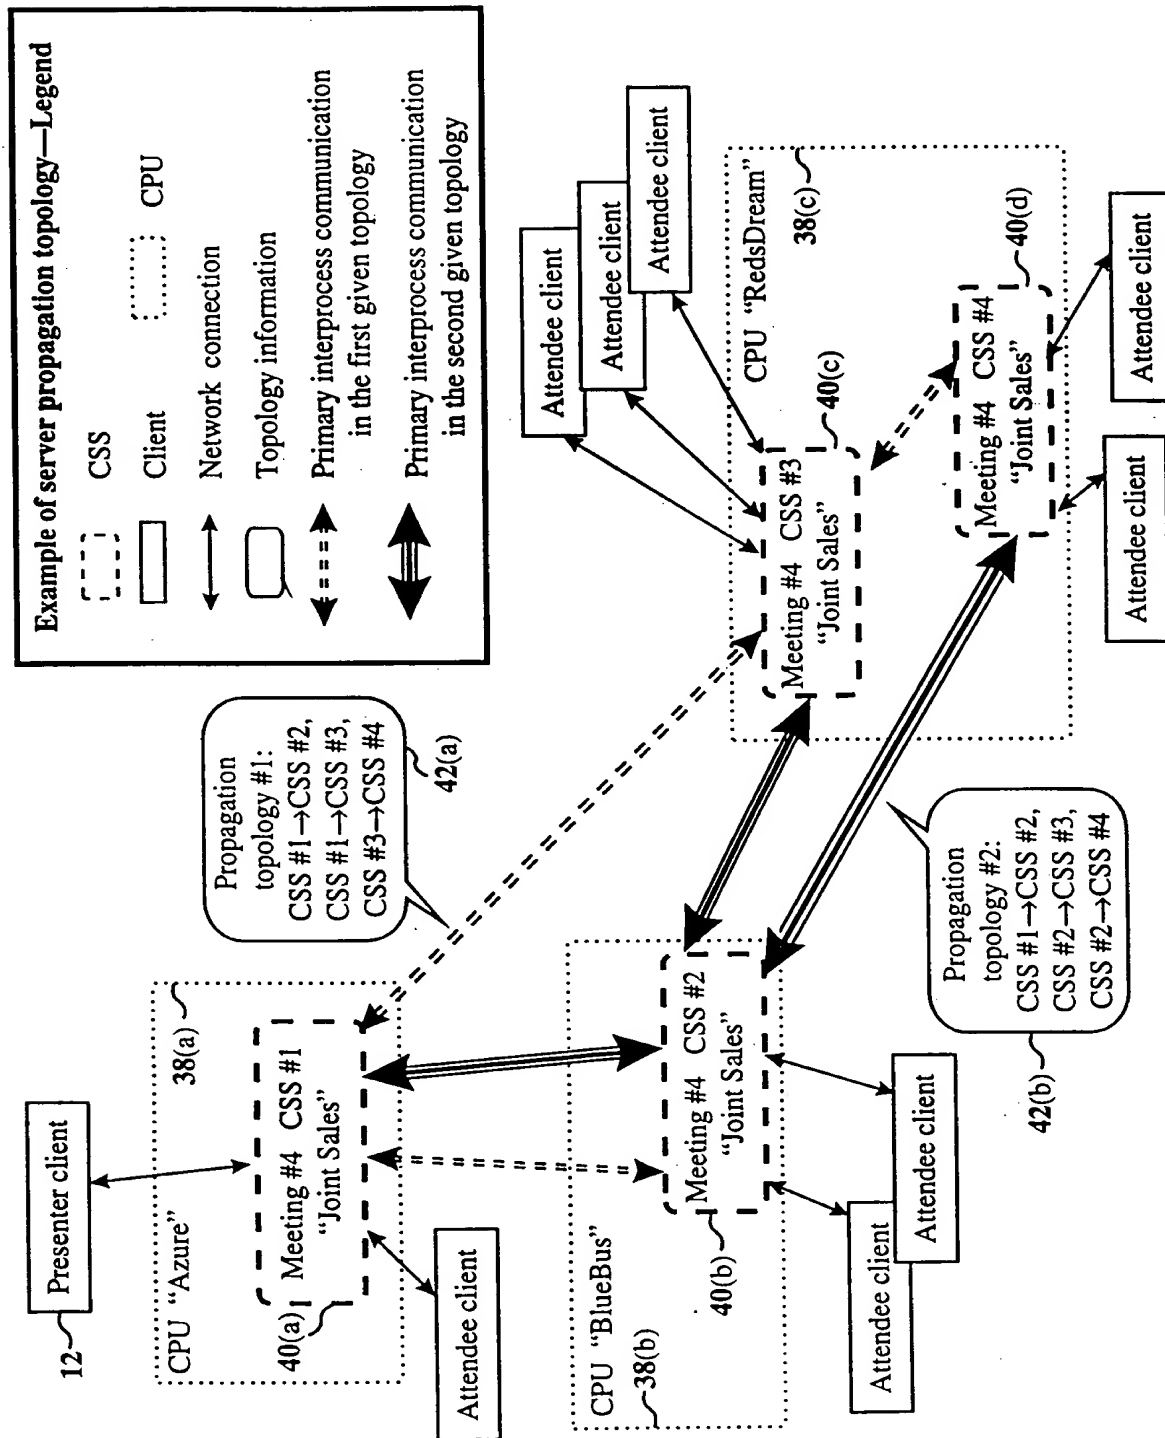 Example of server propagation topology—Legend
CSS
Client
CPU
Network connection
Topology information
Primary interprocess communication
in the first given topology
Primary interprocess communication
in the second given topology
Presenter client
12
CPU “Azure”
38(a)
Meeting #4 CSS #1
“Joint Sales”
40(a)
Attendee client
Propagation
topology #1:
CSS #1→CSS #2,
CSS #1→CSS #3,
CSS #3→CSS #4
42(a)
CPU “BlueBus”
38(b)
Meeting #4 CSS #2
“Joint Sales”
40(b)
Attendee client
Attendee client
Propagation
topology #2:
CSS #1→CSS #2,
CSS #2→CSS #3,
CSS #2→CSS #4
42(b)
Attendee client
Attendee client
Attendee client
CPU “RedsDream”
38(c)
Meeting #4 CSS #3
“Joint Sales”
40(c)
Meeting #4 CSS #4
“Joint Sales”
40(d)
Attendee client
Attendee client